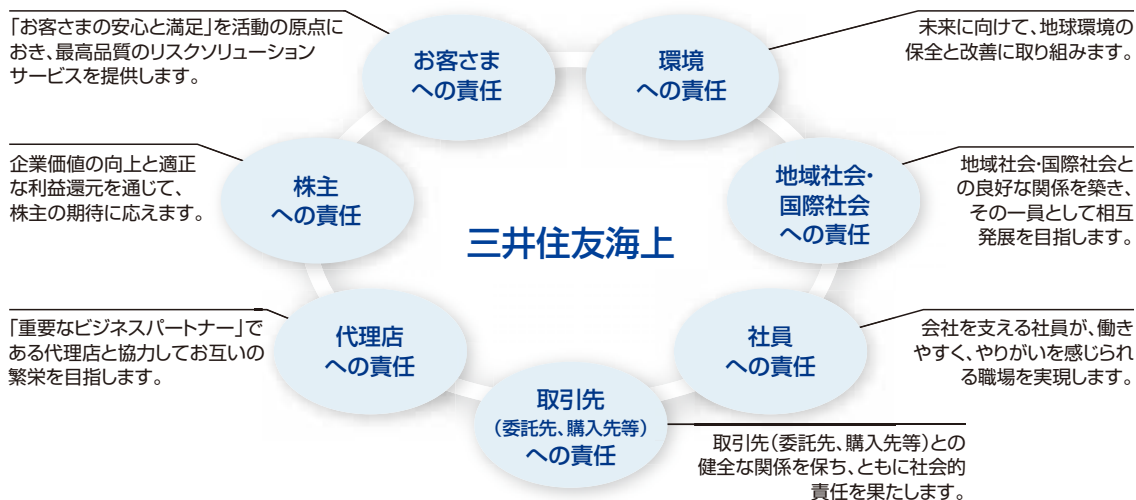 「お客さまの安心と満足」を活動の原点に
おき、最高品質のリスクソリューション
サービスを提供します。
お客さま
への責任
環境
への責任
未来に向けて、地球環境の
保全と改善に取り組みます。
企業価値の向上と適正
な利益還元を通じて、
株主の期待に応えます。
株主
への責任
地域社会・
国際社会
への責任
地域社会・国際社会と
の良好な関係を築き、
その一員として相互
発展を目指します。
三井住友海上
「重要なビジネスパートナー」で
ある代理店と協力してお互いの
繁栄を目指します。
代理店
への責任
社員
への責任
会社を支える社員が、働き
やすく、やりがいを感じられ
る職場を実現します。
取引先
(委託先、購入先等)
への責任
取引先(委託先、購入先等)との
健全な関係を保ち、ともに社会的
責任を果たします。